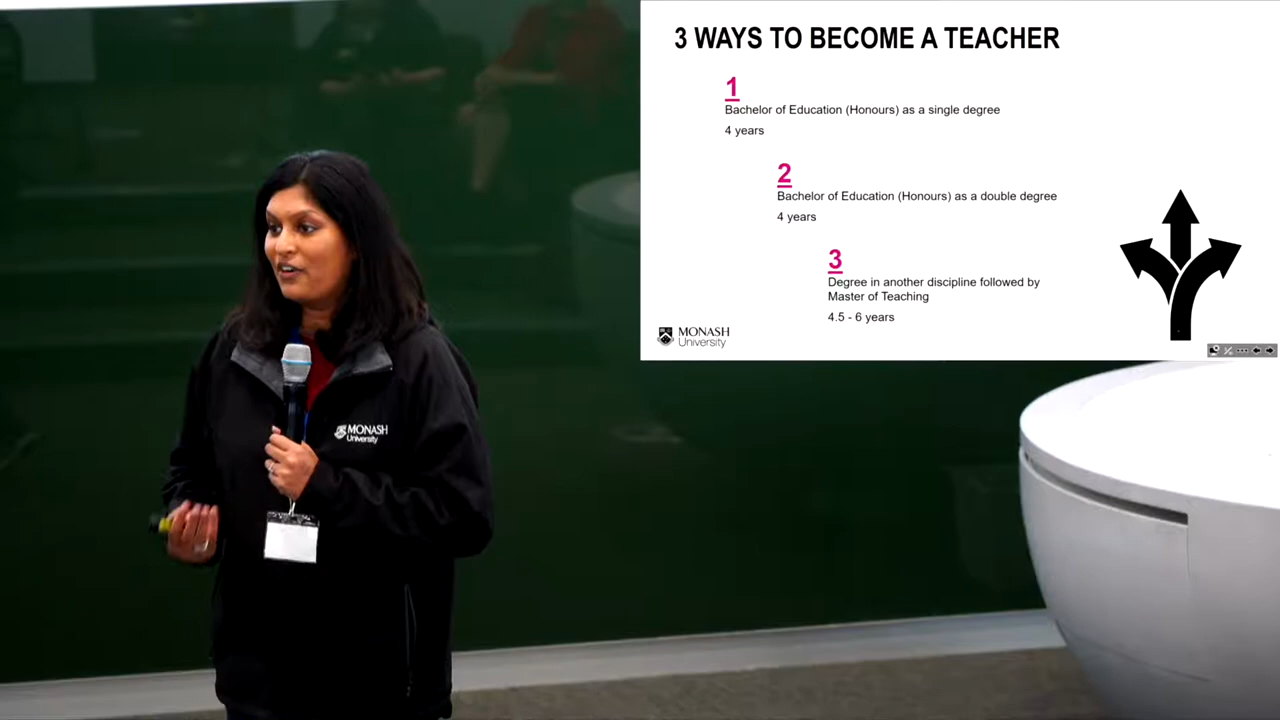 3 WAYS TO BECOME A TEACHER
1
Bachelor of Education (Honours) as a single degree
4 years
2
Bachelor of Education (Honours) as a double degree
4 years
3
Degree in another discipline followed by
Master of Teaching
4.5 - 6 years
MONASH
University
MONASH
University